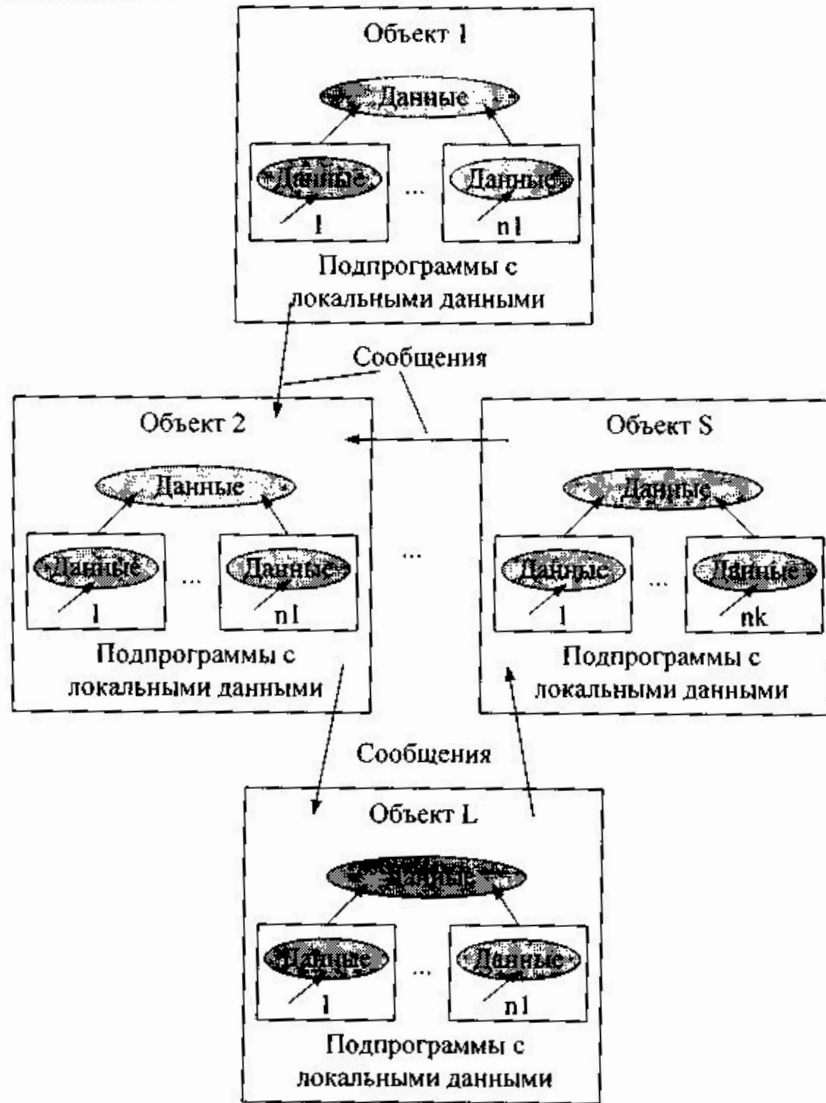 Объект 1
Данные
Данные ... Данные
1 n1
Подпрограммы с
локальными данными
Сообщения
Объект 2
Данные
Данные ... Данные
1 n1
Подпрограммы с
локальными данными
...
Объект S
Данные
Данные ... Данные
1 nk
Подпрограммы с
локальными данными
Сообщения
Объект L
Данные
Данные ... Данные
1 n1
Подпрограммы с
локальными данными